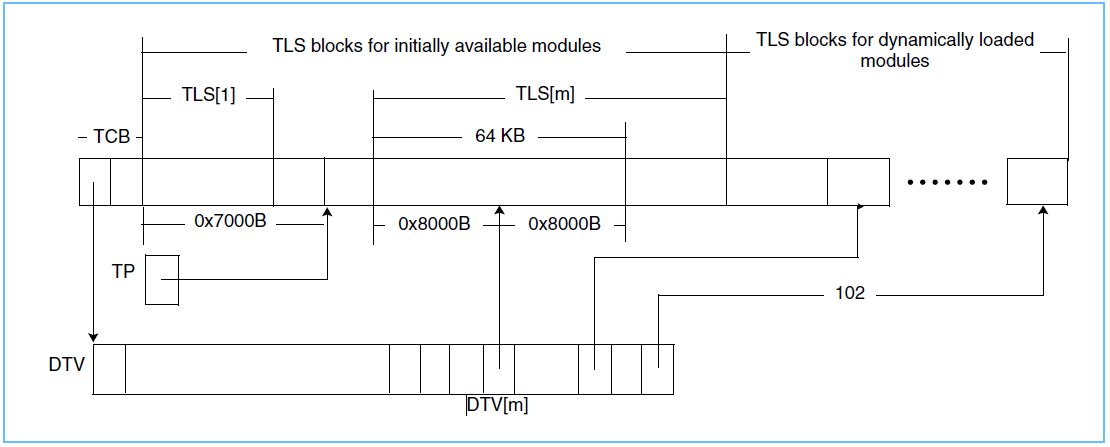 TLS blocks for initially available modules
TLS blocks for dynamically loaded
modules
TLS[1]
TLS[m]
TCB
64 KB
0x7000B
0x8000B
0x8000B
TP
102
DTV
DTV[m]